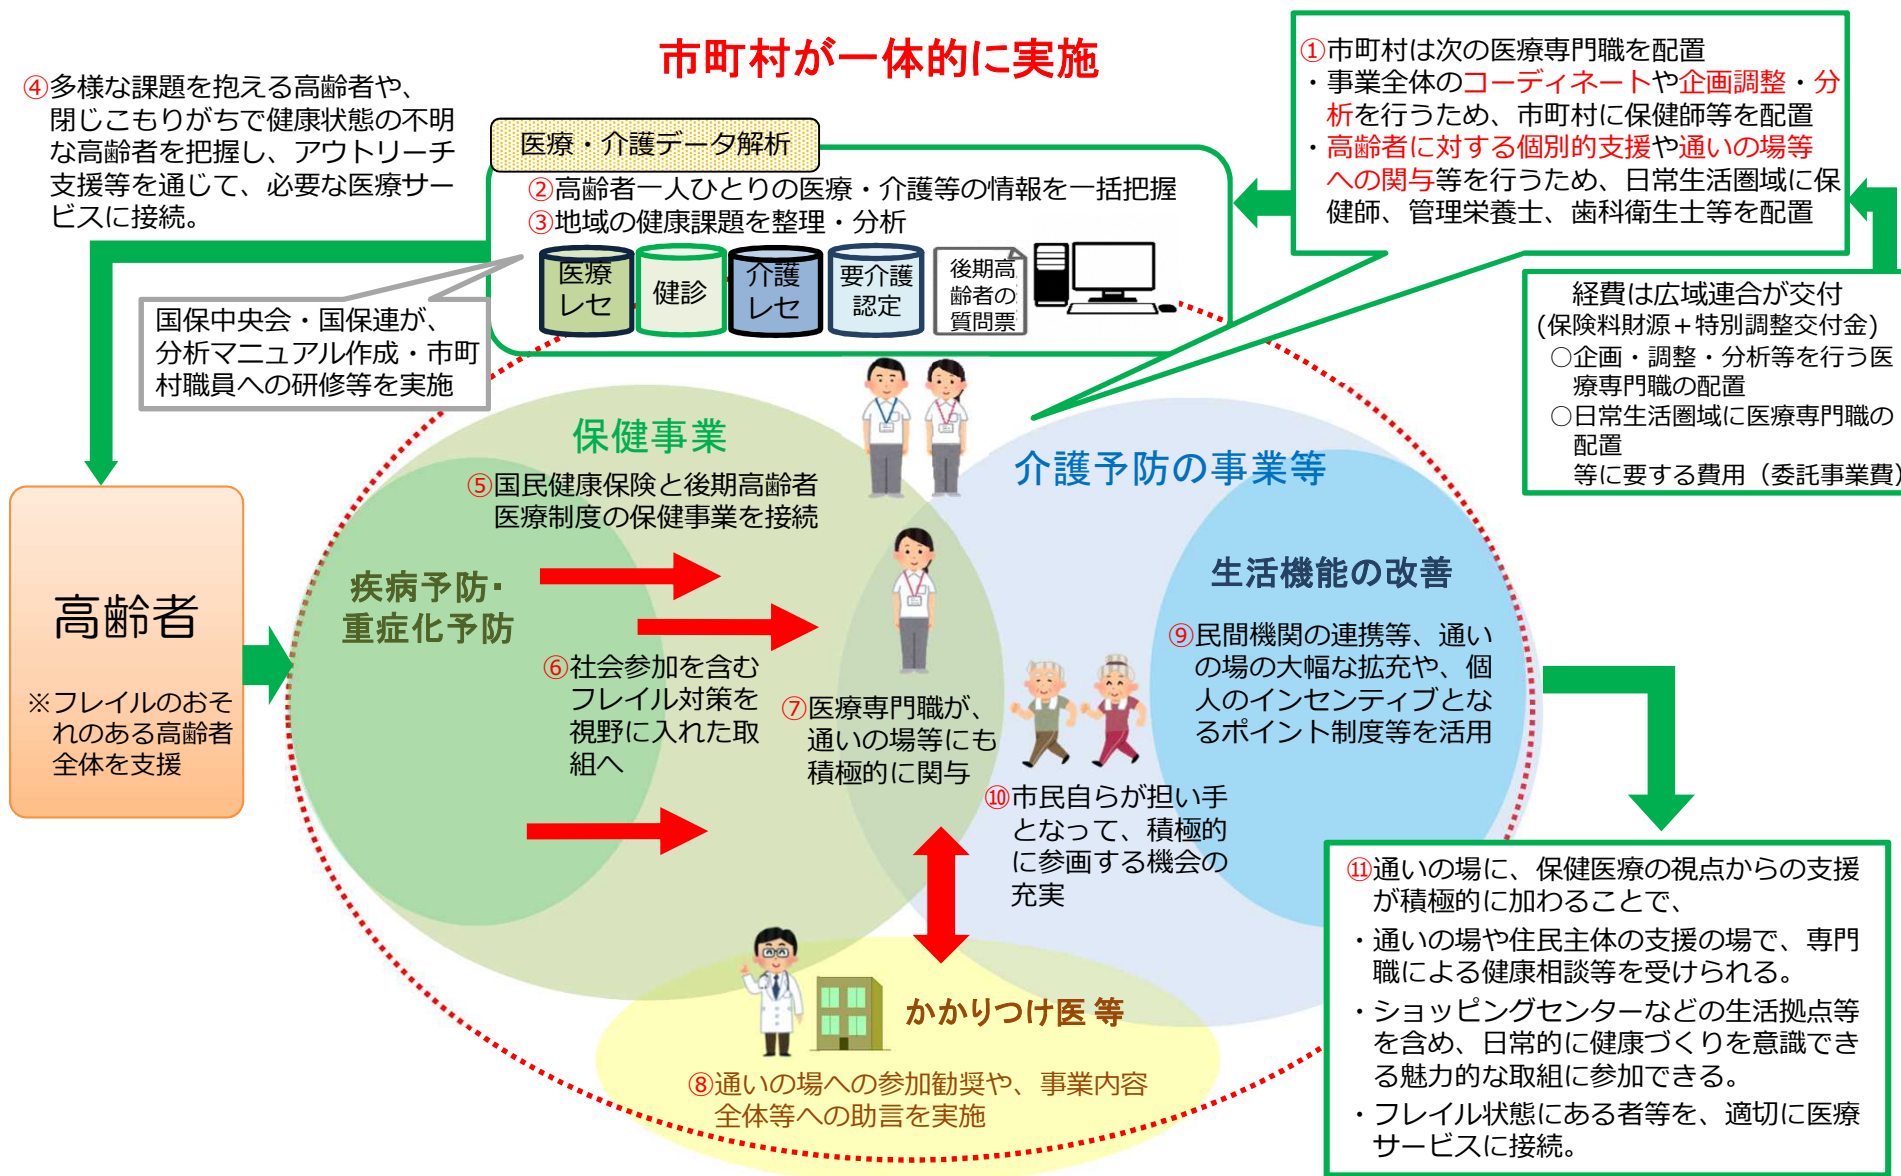 市町村が一体的に実施
④多様な課題を抱える高齢者や、
閉じこもりがちで健康状態の不明
な高齢者を把握し、アウトリーチ
支援等を通じて、必要な医療サー
ビスに接続。
医療・介護データ解析
②高齢者一人ひとりの医療・介護等の情報を一括把握
③地域の健康課題を整理・分析
医療
レセ
健診
介護
レセ
要介護
認定
後期高
齢者の
質問票
①市町村は次の医療専門職を配置
・事業全体のコーディネートや企画調整・分
析を行うため、市町村に保健師等を配置
・高齢者に対する個別的支援や通いの場等
への関与等を行うため、日常生活圏域に保
健師、管理栄養士、歯科衛生士等を配置
経費は広域連合が交付
(保険料財源＋特別調整交付金)
○企画・調整・分析等を行う医
療専門職の配置
○日常生活圏域に医療専門職の
配置
等に要する費用（委託事業費）
国保中央会・国保連が、
分析マニュアル作成・市町
村職員への研修等を実施
高齢者
※フレイルのおそ
れのある高齢者
全体を支援
保健事業
⑤国民健康保険と後期高齢者
医療制度の保健事業を接続
疾病予防・
重症化予防
⑥社会参加を含む
フレイル対策を
視野に入れた取
組へ
⑦医療専門職が、
通いの場等にも
積極的に関与
介護予防の事業等
生活機能の改善
⑨民間機関の連携等、通い
の場の大幅な拡充や、個
人のインセンティブとな
るポイント制度等を活用
⑩市民自らが担い手
となって、積極的
に参画する機会の
充実
かかりつけ医 等
⑧通いの場への参加勧奨や、事業内容
全体等への助言を実施
⑪通いの場に、保健医療の視点からの支援
が積極的に加わることで、
・通いの場や住民主体の支援の場で、専門
職による健康相談等を受けられる。
・ショッピングセンターなどの生活拠点等
を含め、日常的に健康づくりを意識でき
る魅力的な取組に参加できる。
・フレイル状態にある者等を、適切に医療
サービスに接続。